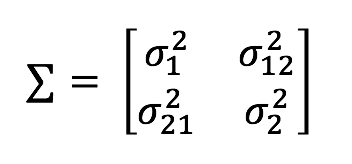 ∑ = [ σ₁² σ₁₂²
σ₂₁² σ₂² ]